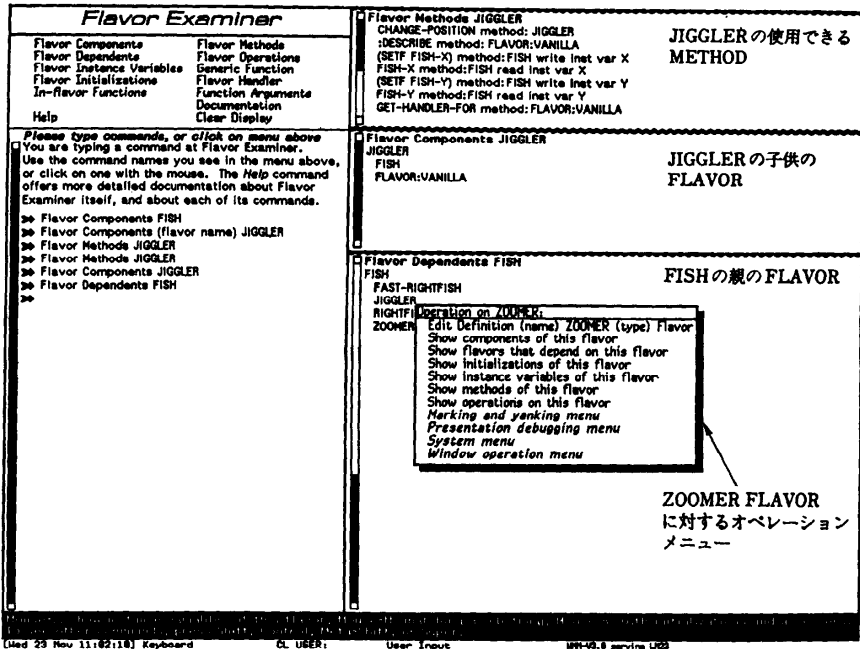 Flavor Examiner
Flavor Components Flavor Methods
Flavor Dependents Flavor Operations
Flavor Instance Variables Generic Function
Flavor Initializations Flavor Handler
In-flavor Functions Function Arguments
Documentation
Help Clear Display
Please type commands, or click on menu above
You are typing a command at Flavor Examiner.
Use the command names you see in the menu above,
or click on one with the mouse. The Help command
offers more detailed documentation about Flavor
Examiner itself, and about each of its commands.
Flavor Components FISH
Flavor Components (flavor name) JIGGLER
Flavor Methods JIGGLER
Flavor Methods JIGGLER
Flavor Components JIGGLER
Flavor Dependents FISH
Flavor Methods JIGGLER
CHANGE-POSITION method: JIGGLER
:DESCRIBE method: FLAVOR:VANILLA
(SETF FISH-X) method:FISH write inst var X
FISH-X method:FISH read inst var X
(SETF FISH-Y) method:FISH write inst var Y
FISH-Y method:FISH read inst var Y
GET-HANDLER-FOR method: FLAVOR:VANILLA
JIGGLERの使用できる
METHOD
Flavor Components JIGGLER
JIGGLER
FISH
FLAVOR:VANILLA
JIGGLERの子供の
FLAVOR
Flavor Dependents FISH
FISH
FAST-RIGHTFISH
JIGGLER
RIGHTFI
ZOOMER
FISHの親のFLAVOR
Operation on ZOOMER:
Edit Definition (name) ZOOMER (type) Flavor
Show components of this flavor
Show flavors that depend on this flavor
Show initializations of this flavor
Show instance variables of this flavor
Show methods of this flavor
Show operations on this flavor
Marking and yanking menu
Presentation debugging menu
System menu
Window operation menu
ZOOMER FLAVOR
に対するオペレーション
メニュー
[Wed 23 Nov 11:02:18] Keyboard CL USER: User Input